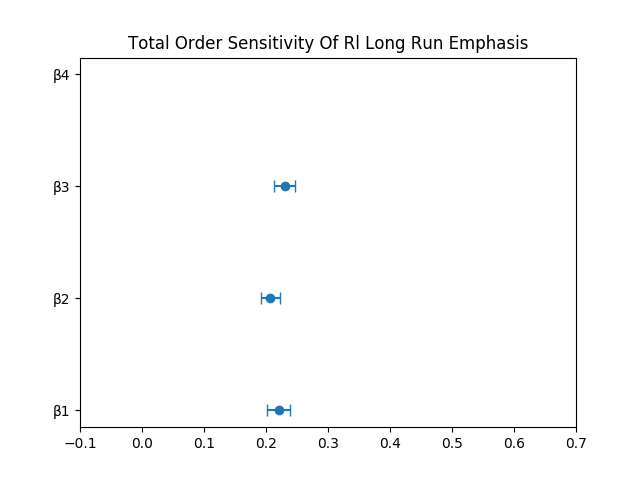 Total Order Sensitivity Of Rl Long Run Emphasis
β4
β3
β2
β1
−0.1 0.0 0.1 0.2 0.3 0.4 0.5 0.6 0.7